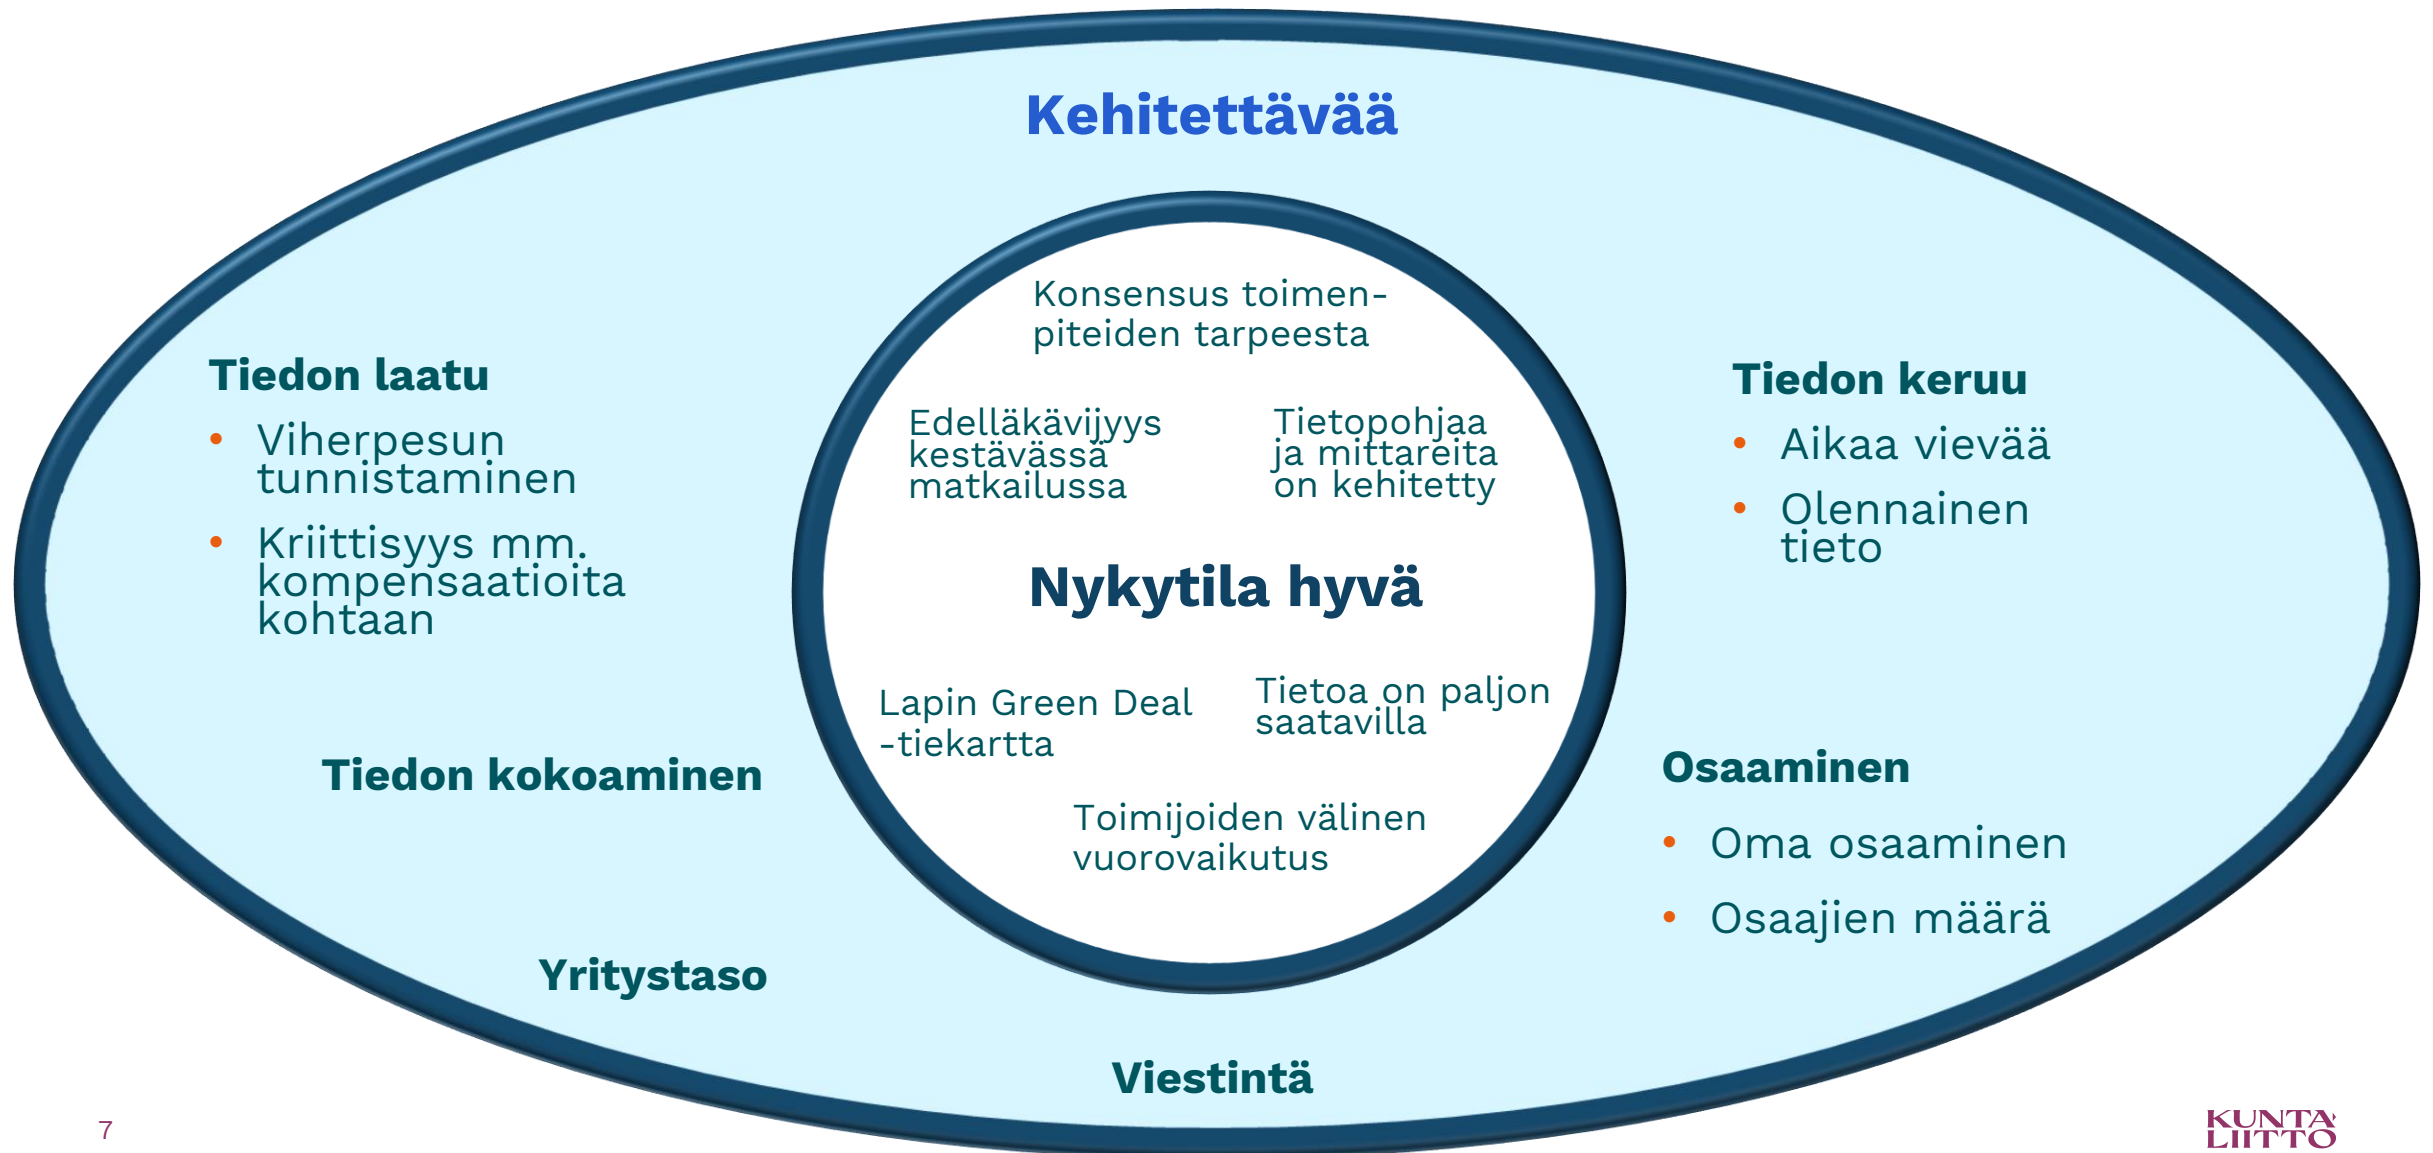 Kehitettävää
Tiedon laatu
• Viherpesun
tunnistaminen
• Kriittisyys mm.
kompensaatioita
kohtaan
Tiedon kokoaminen
Yritystaso
Viestintä
Konsensus toimen-
piteiden tarpeesta
Edelläkävijyys
kestävässä
matkailussa
Tietopohjaa
ja mittareita
on kehitetty
Nykytila hyvä
Lapin Green Deal
-tiekartta
Tietoa on paljon
saatavilla
Toimijoiden välinen
vuorovaikutus
Tiedon keruu
• Aikaa vievää
• Olennainen
tieto
Osaaminen
• Oma osaaminen
• Osaajien määrä
7
KUNTA
LIITTO